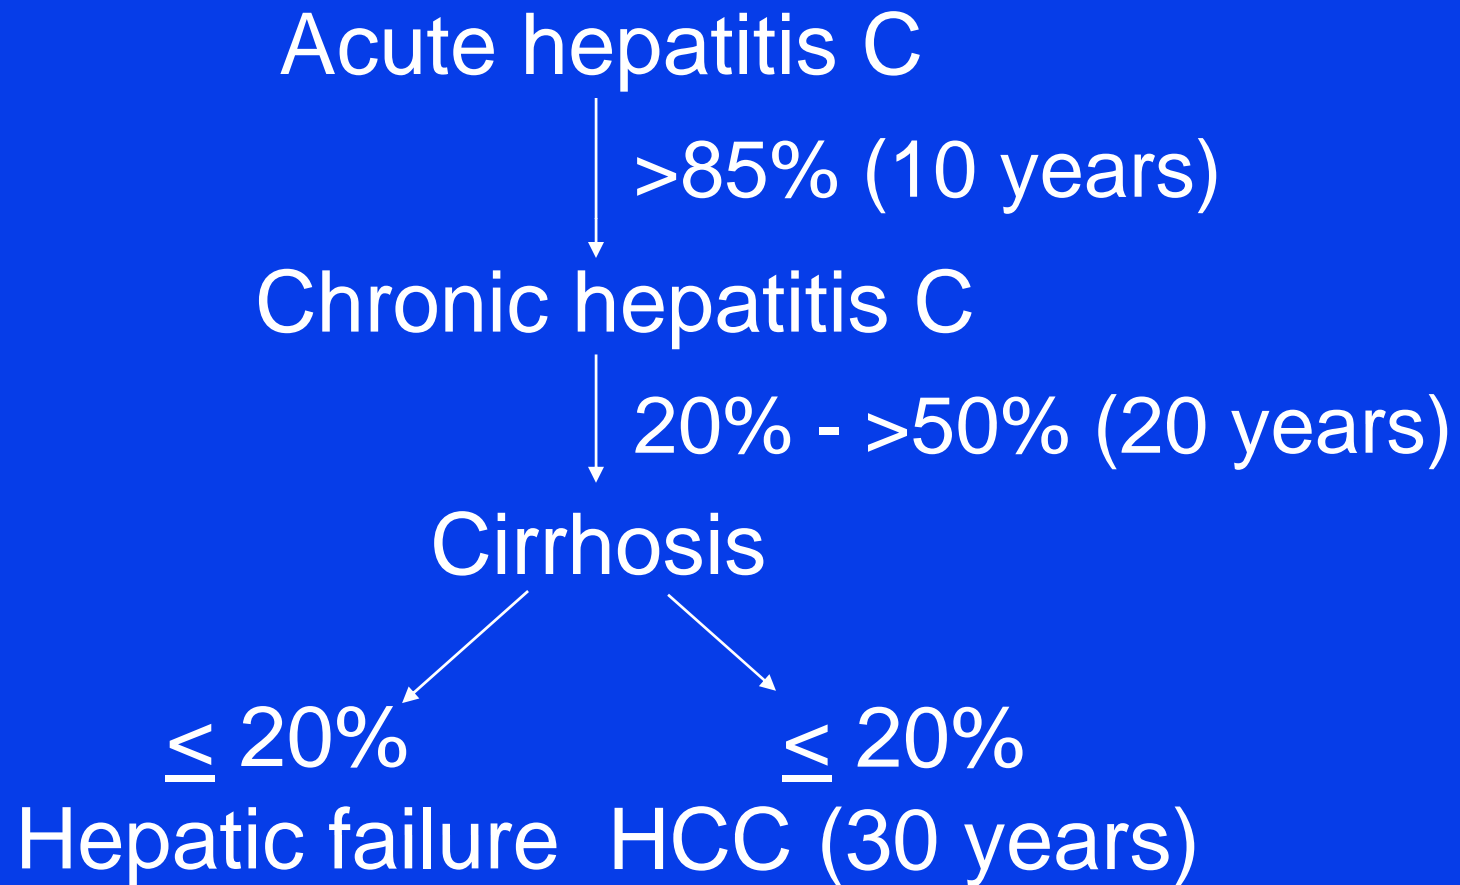 Acute hepatitis C
>85% (10 years)
Chronic hepatitis C
20% - >50% (20 years)
Cirrhosis
≤ 20% ≤ 20%
Hepatic failure HCC (30 years)